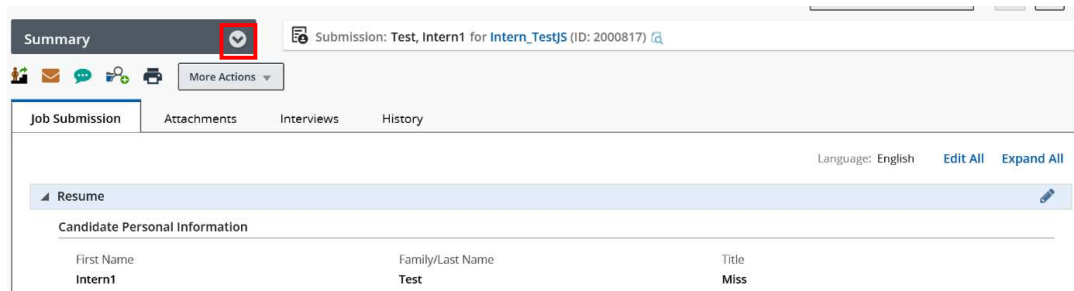 Summary
Submission: Test, Intern1 for Intern_TestJS (ID: 2000817)
More Actions
Job Submission Attachments Interviews History
Language: English Edit All Expand All
Resume
Candidate Personal Information
First Name Family/Last Name Title
Intern1 Test Miss